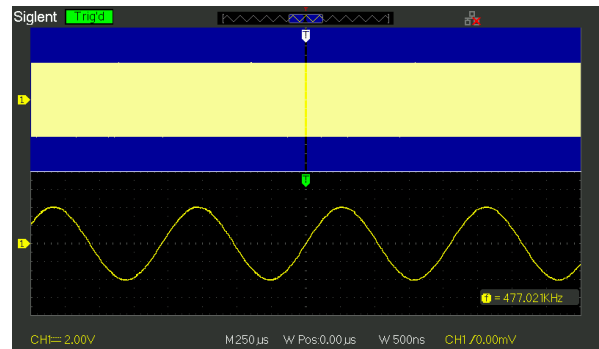 Siglent Trig'd
T
1
T
1
f = 477.021KHz
CH1 2.00V M 250µs W Pos:0.00µs W 500ns CH1 /0.00mV